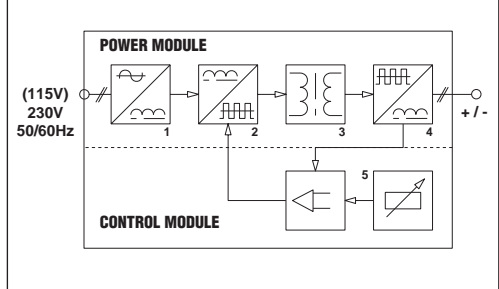 POWER MODULE
(115V)
230V
50/60Hz
1
2
3
4
+ / -
5
CONTROL MODULE